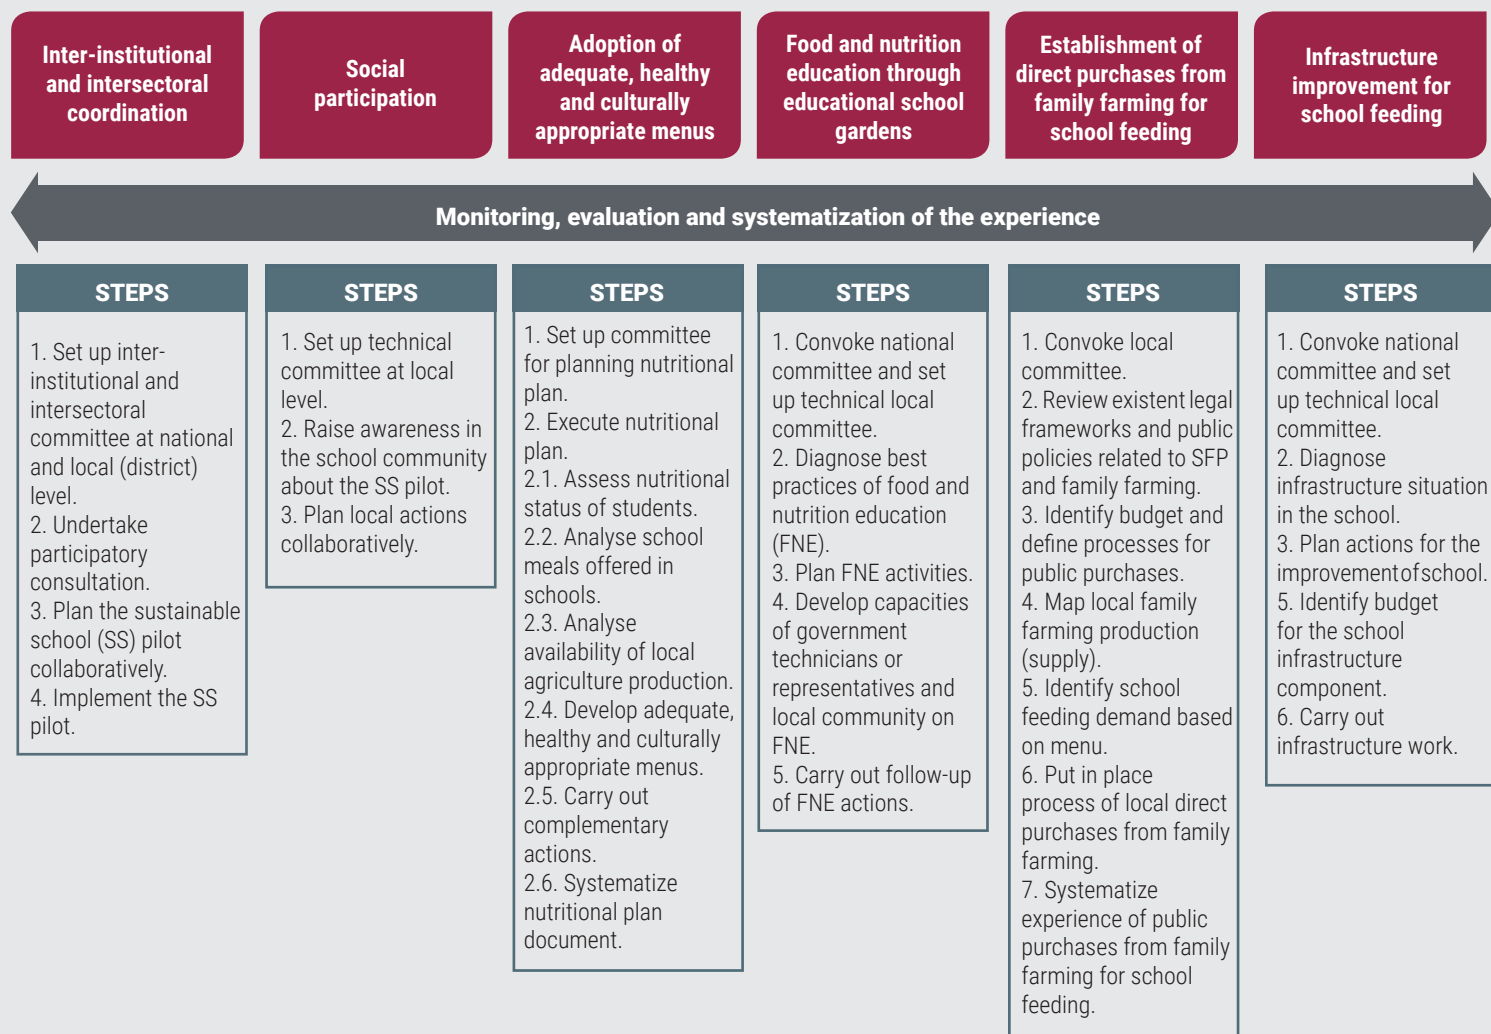 Inter-institutional
and intersectoral
coordination
Social
participation
Adoption of
adequate, healthy
and culturally
appropriate menus
Food and nutrition
education through
educational school
gardens
Establishment of
direct purchases from
family farming for
school feeding
Infrastructure
improvement for
school feeding
Monitoring, evaluation and systematization of the experience
STEPS
1. Set up inter-
institutional and
intersectoral
committee at national
and local (district)
level.
2. Undertake
participatory
consultation.
3. Plan the sustainable
school (SS) pilot
collaboratively.
4. Implement the SS
pilot.
STEPS
1. Set up technical
committee at local
level.
2. Raise awareness in
the school community
about the SS pilot.
3. Plan local actions
collaboratively.
STEPS
1. Set up committee
for planning nutritional
plan.
2. Execute nutritional
plan.
2.1. Assess nutritional
status of students.
2.2. Analyse school
meals offered in
schools.
2.3. Analyse
availability of local
agriculture production.
2.4. Develop adequate,
healthy and culturally
appropriate menus.
2.5. Carry out
complementary
actions.
2.6. Systematize
nutritional plan
document.
STEPS
1. Convoke national
committee and set
up technical local
committee.
2. Diagnose best
practices of food and
nutrition education
(FNE).
3. Plan FNE activities.
4. Develop capacities
of government
technicians or
representatives and
local community on
FNE.
5. Carry out follow-up
of FNE actions.
STEPS
1. Convoke local
committee.
2. Review existent legal
frameworks and public
policies related to SFP
and family farming.
3. Identify budget and
define processes for
public purchases.
4. Map local family
farming production
(supply).
5. Identify school
feeding demand based
on menu.
6. Put in place
process of local direct
purchases from family
farming.
7. Systematize
experience of public
purchases from family
farming for school
feeding.
STEPS
1. Convoke national
committee and set
up technical local
committee.
2. Diagnose
infrastructure situation
in the school.
3. Plan actions for the
improvementofschool.
5. Identify budget
for the school
infrastructure
component.
6. Carry out
infrastructure work.